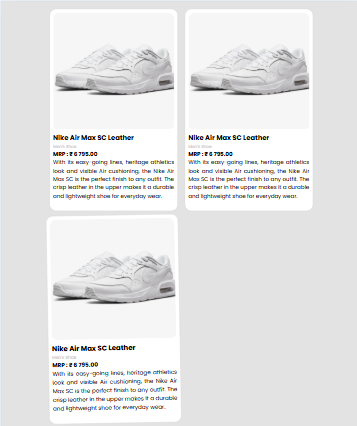 Nike Air Max SC Leather
Men's Shoe
MRP : ₹ 6 795.00
With its easy-going lines, heritage athletics
look and visible Air cushioning, the Nike Air
Max SC is the perfect finish to any outfit. The
crisp leather in the upper makes it a durable
and lightweight shoe for everyday wear.
Nike Air Max SC Leather
Men's Shoe
MRP : ₹ 6 795.00
With its easy going lines, heritage athletics
look and visible Air cushioning, the Nike Air
Max SC is the perfect finish to any outfit. The
crisp leather in the upper makes it a durable
and lightweight shoe for everyday wear.
Nike Air Max SC Leather
Men's Shoe
MRP : ₹ 6 795.00
With its easy-going lines, heritage athletics
look and visible Air cushioning, the Nike Air
Max SC is the perfect finish to any outfit. The
crisp leather in the upper makes it a durable
and lightweight shoe for everyday wear.